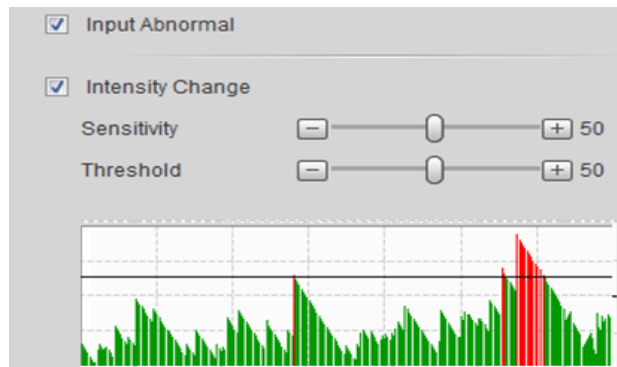 Input Abnormal
Intensity Change
Sensitivity 50
Threshold 50